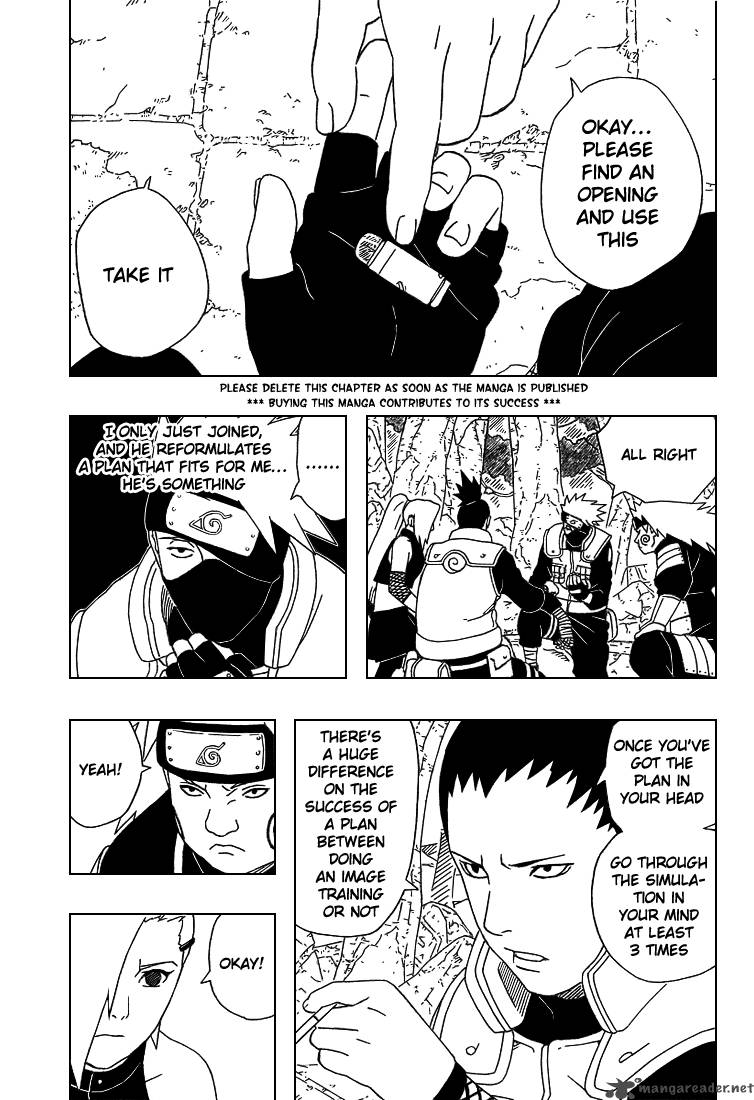 OKAY...
PLEASE
FIND AN
OPENING
AND USE
THIS
TAKE IT
PLEASE DELETE THIS CHAPTER AS SOON AS THE MANGA IS PUBLISHED
*** BUYING THIS MANGA CONTRIBUTES TO ITS SUCCESS ***
ALL RIGHT
......
I ONLY JUST JOINED,
AND HE REFORMULATES
A PLAN THAT FITS FOR ME...
HE'S SOMETHING
ONCE YOU'VE
GOT THE
PLAN IN
YOUR HEAD
GO THROUGH
THE SIMULA-
TION IN
YOUR MIND
AT LEAST
3 TIMES
THERE'S
A HUGE
DIFFERENCE
ON THE
SUCCESS OF
A PLAN
BETWEEN
DOING
AN IMAGE
TRAINING
OR NOT
YEAH!
OKAY!
mangareader.net